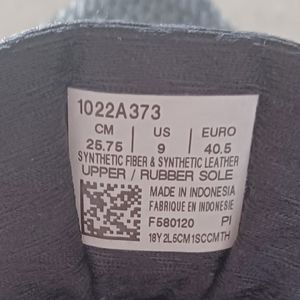 1022A373
CM US EURO
25.75 9 40.5
SYNTHETIC FIBER & SYNTHETIC LEATHER
UPPER / RUBBER SOLE
MADE IN INDONESIA
FABRIQUE EN INDONESIE
F580120 PI
18Y2L5CM1SCCMTH